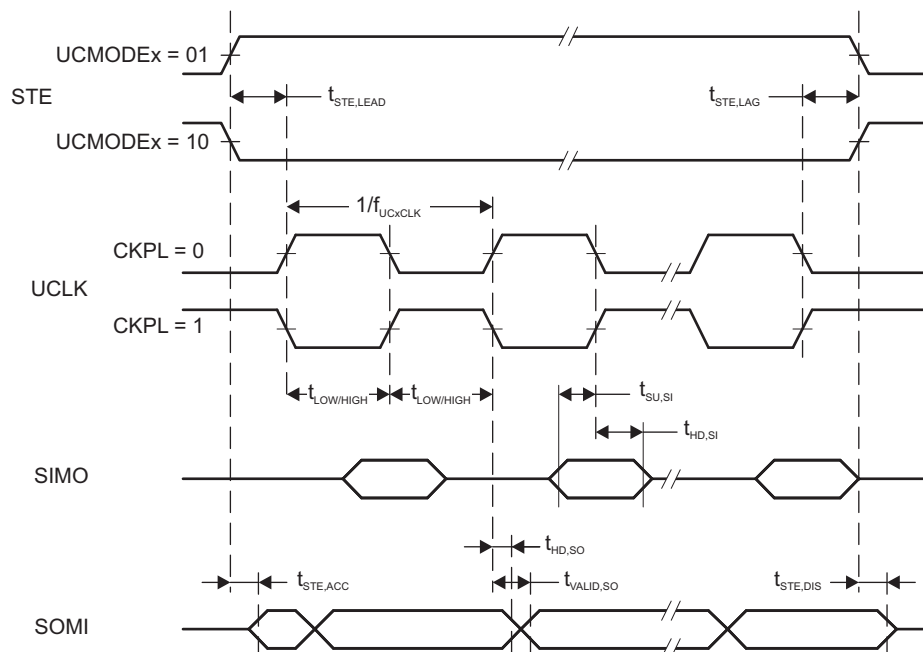 UCMODEx = 01
STE
tSTE,LEAD
tSTE,LAG
UCMODEx = 10
1/fUCxCLK
CKPL = 0
UCLK
CKPL = 1
tLOW/HIGH tLOW/HIGH
tSU,SI
tHD,SI
SIMO
tHD,SO
tSTE,ACC
tVALID,SO
tSTE,DIS
SOMI